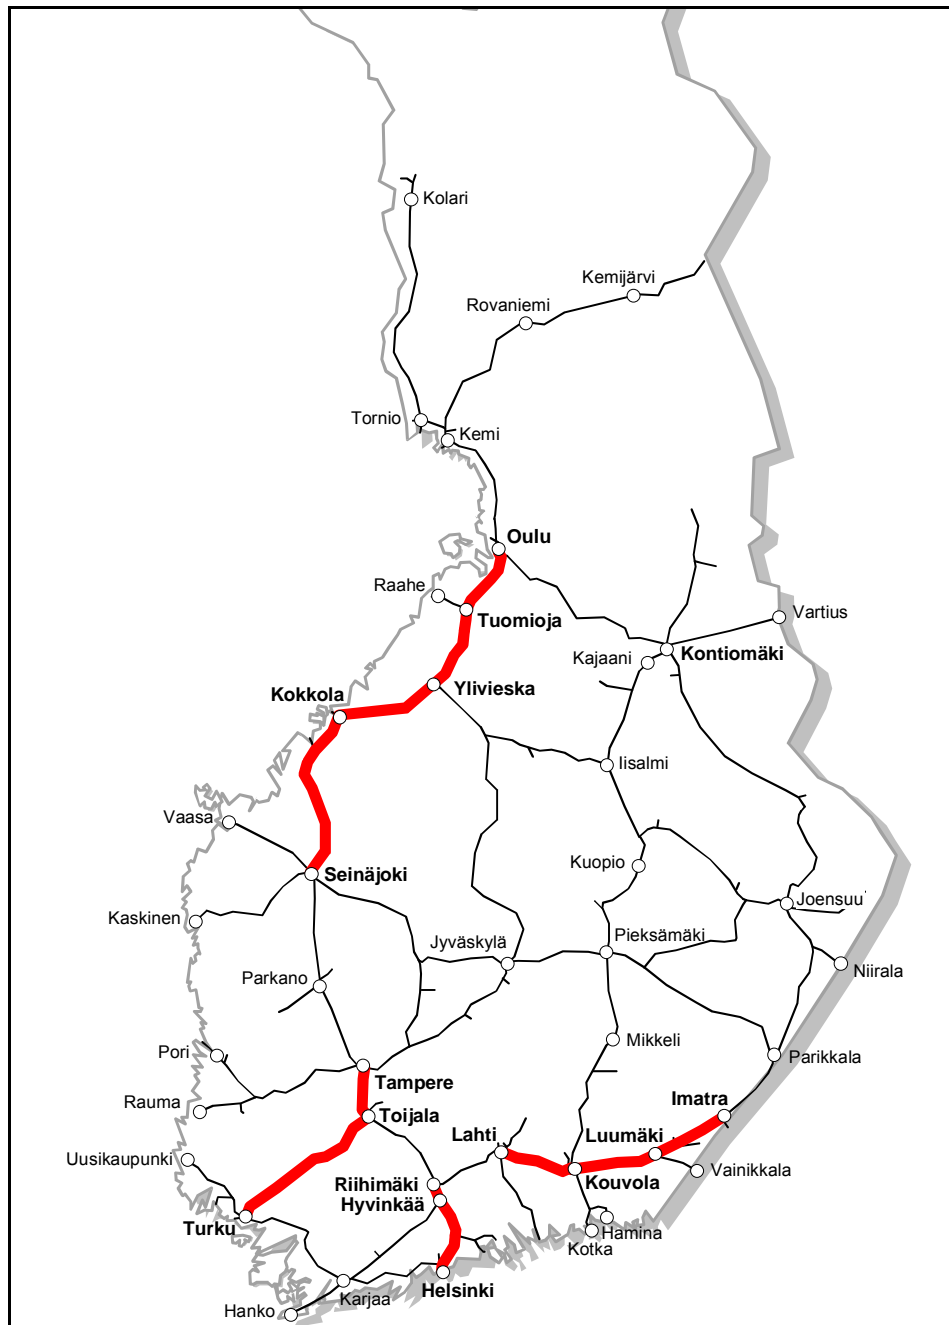 Kolari
Kemijärvi
Rovaniemi
Tornio
Kemi
Oulu
Raahe
Tuomioja
Vartius
Kontiomäki
Kajaani
Ylivieska
Kokkola
Iisalmi
Vaasa
Kuopio
Seinäjoki
Joensuu
Kaskinen
Pieksämäki
Jyväskylä
Niirala
Parkano
Mikkeli
Pori
Parikkala
Tampere
Rauma
Imatra
Toijala
Lahti
Luumäki
Uusikaupunki
Vainikkala
Kouvola
Riihimäki
Hyvinkää
Turku
Hamina
Kotka
Helsinki
Karjaa
Hanko